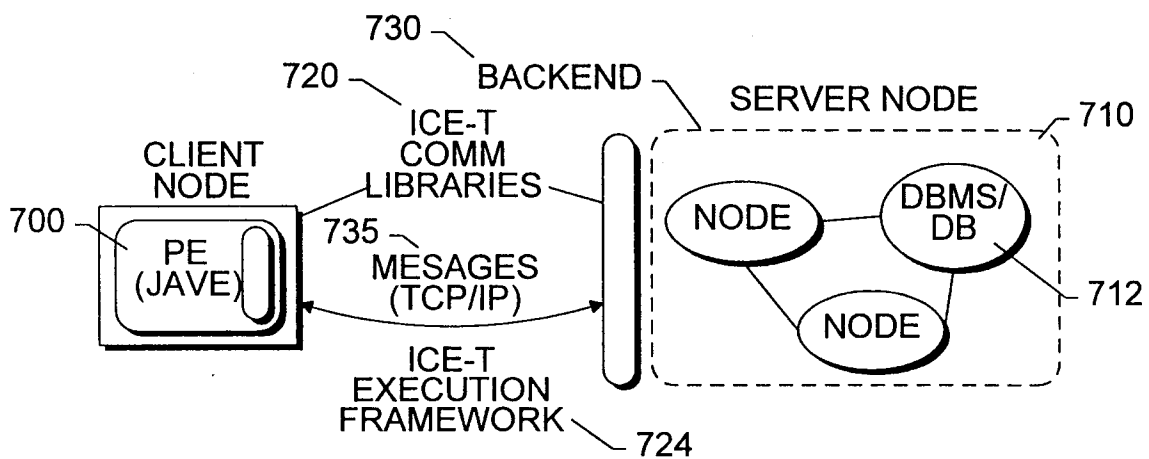 730
BACKEND
720
ICE-T
COMM
LIBRARIES
SERVER NODE
710
CLIENT
NODE
700
PE
(JAVE)
735
MESAGES
(TCP/IP)
NODE
DBMS/
DB
712
NODE
ICE-T
EXECUTION
FRAMEWORK
724